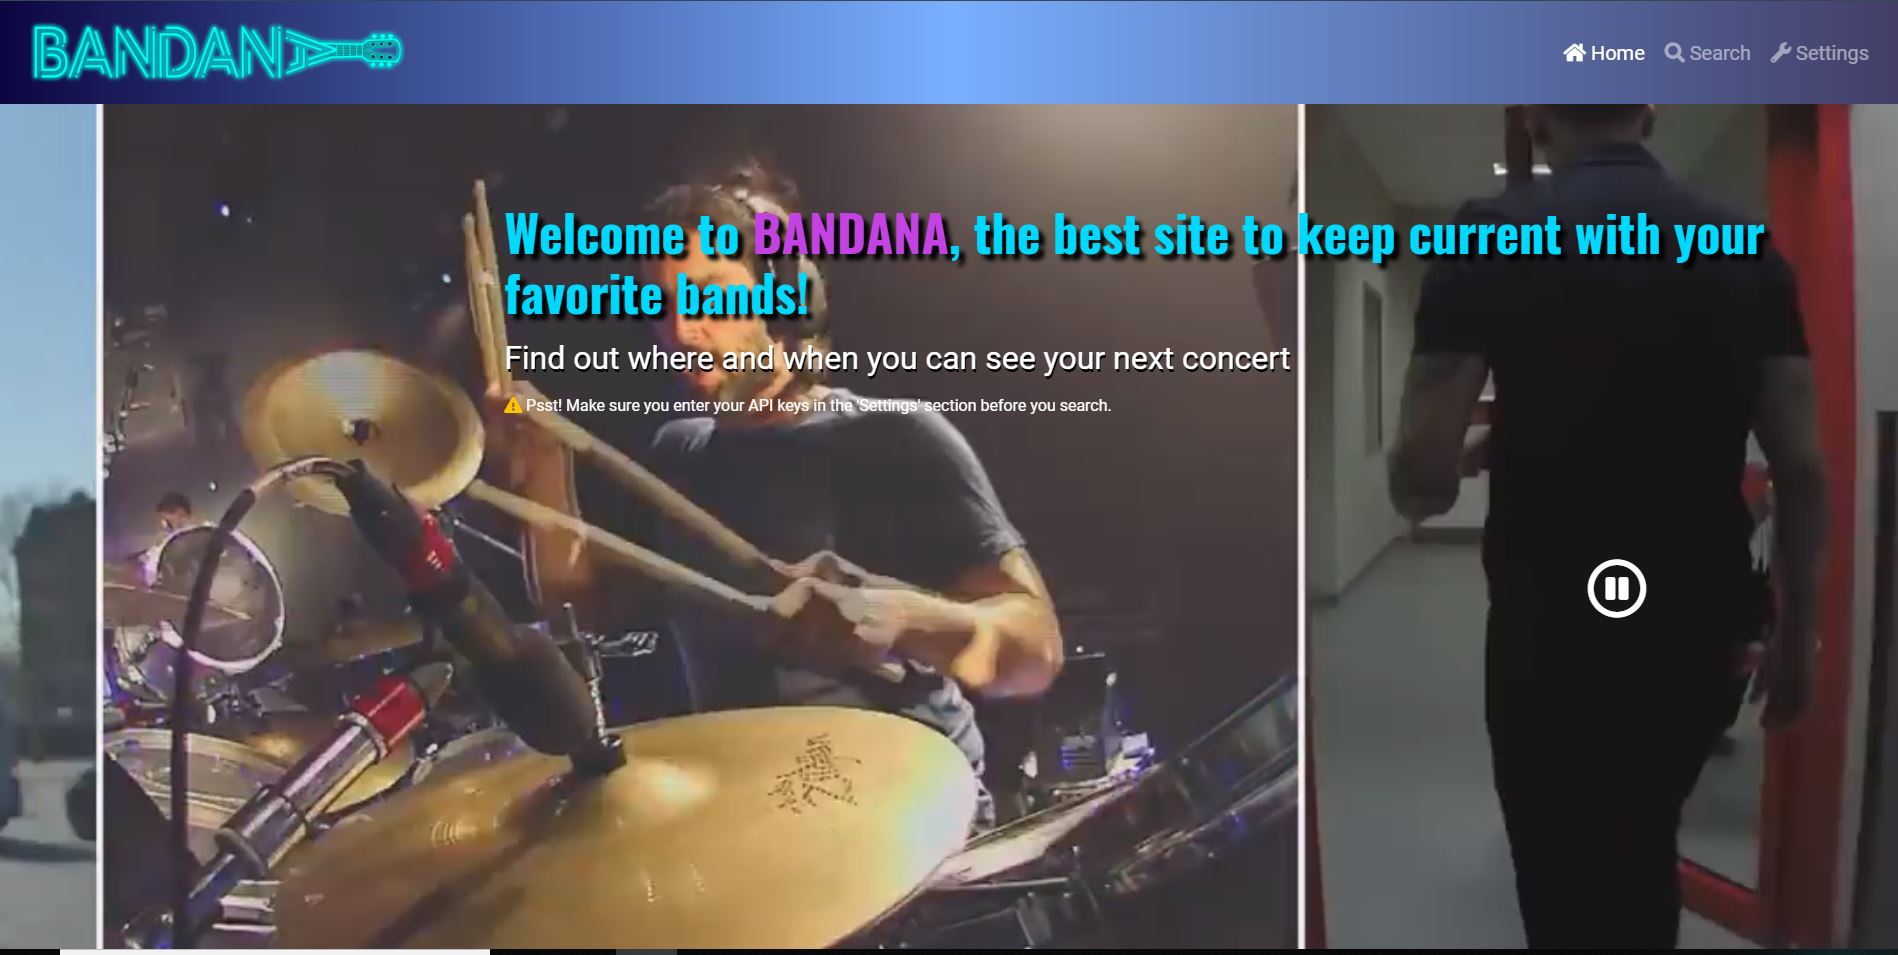 BANDANA
Home
Search
Settings
Welcome to BANDANA, the best site to keep current with your
favorite bands!
Find out where and when you can see your next concert
Psst! Make sure you enter your API keys in the 'Settings' section before you search.